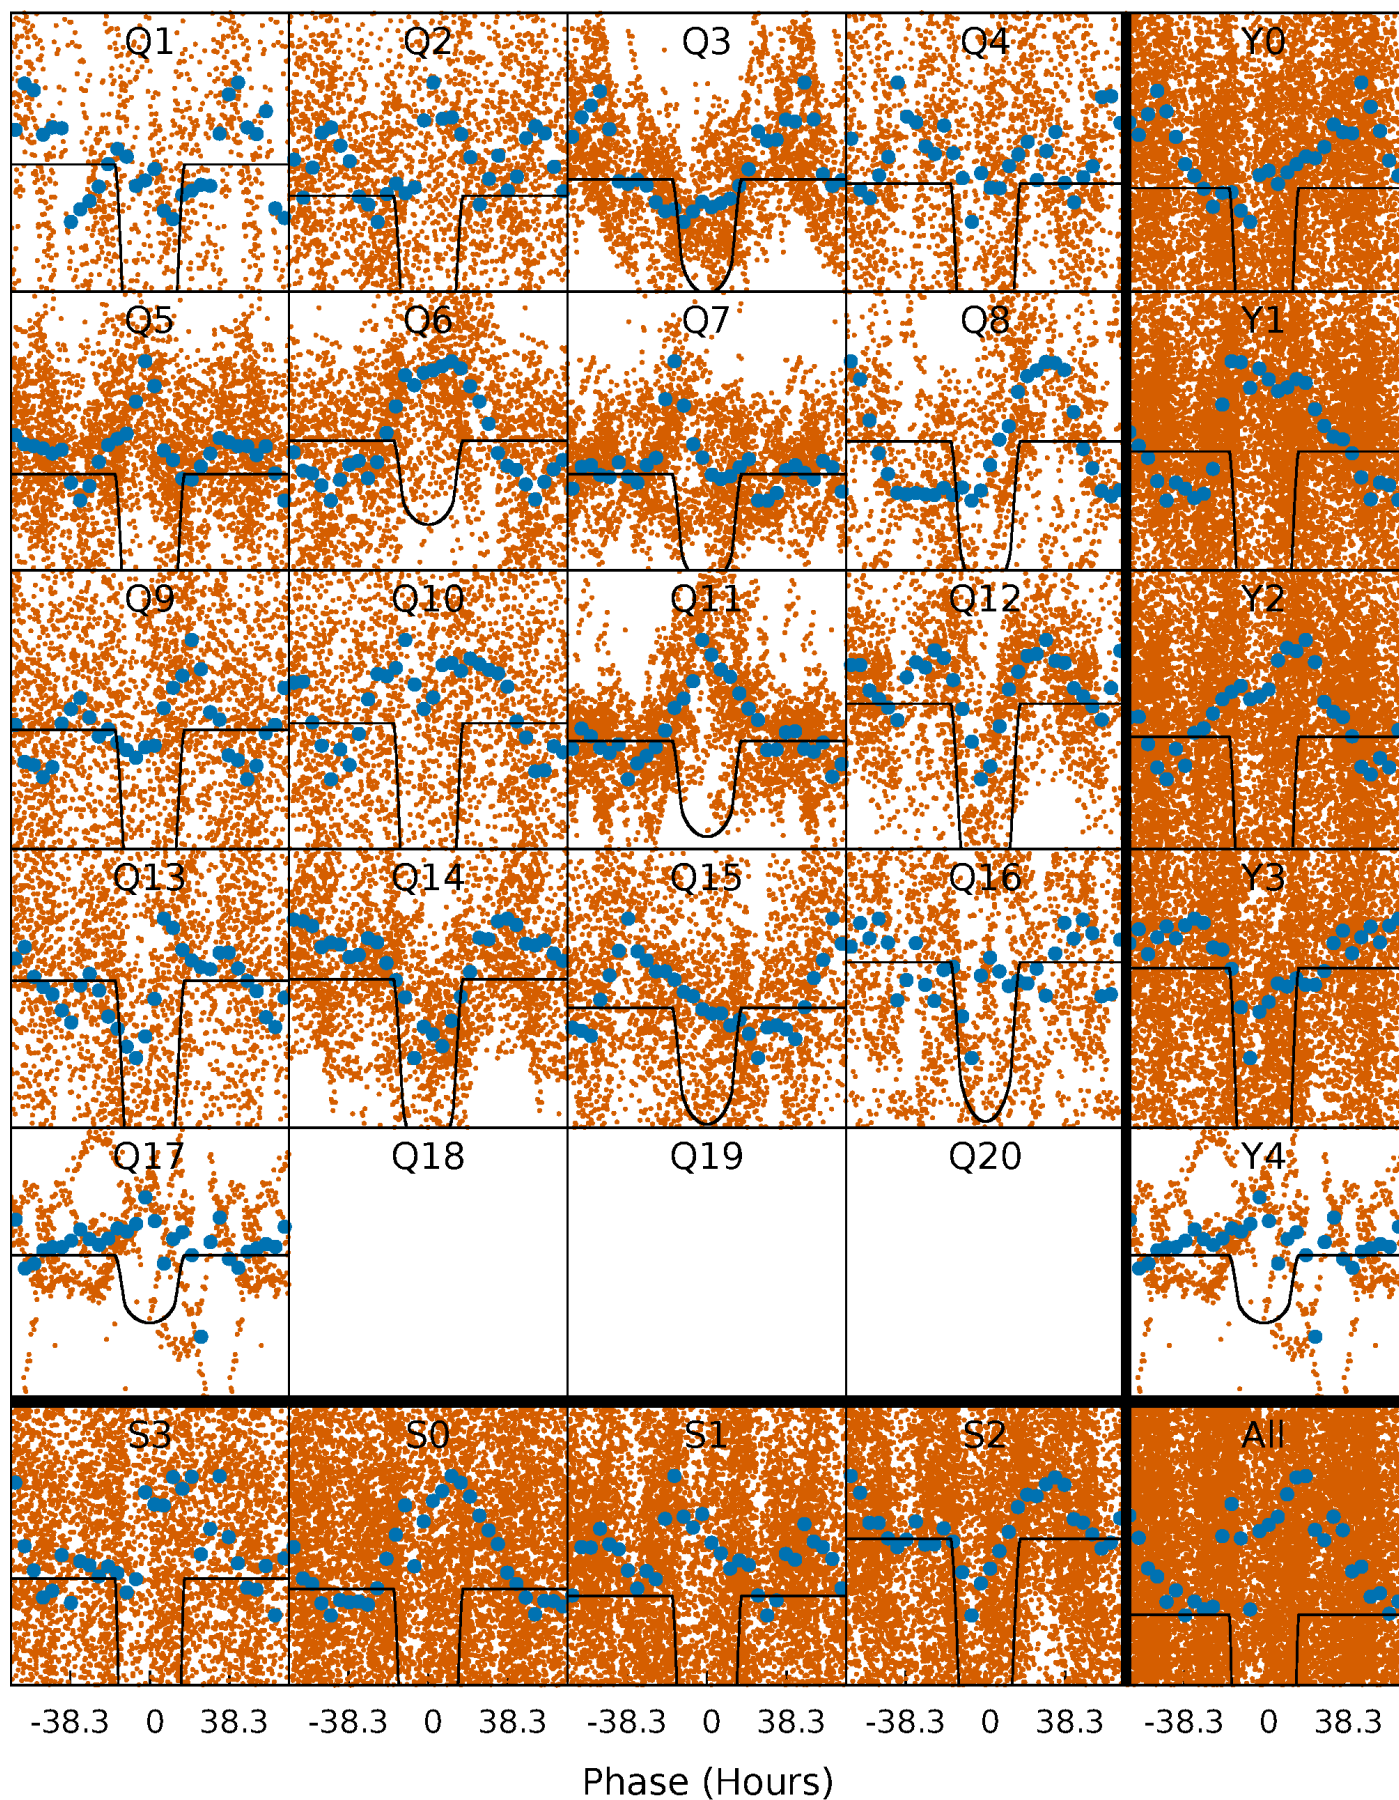 Q1 Q2 Q3 Q4 Y0
Q5 Q6 Q7 Q8 Y1
Q9 Q10 Q11 Q12 Y2
Q13 Q14 Q15 Q16 Y3
Q17 Q18 Q19 Q20 Y4
S3 S0 S1 S2 All
-38.3 0 38.3 -38.3 0 38.3 -38.3 0 38.3 -38.3 0 38.3 -38.3 0 38.3
Phase (Hours)